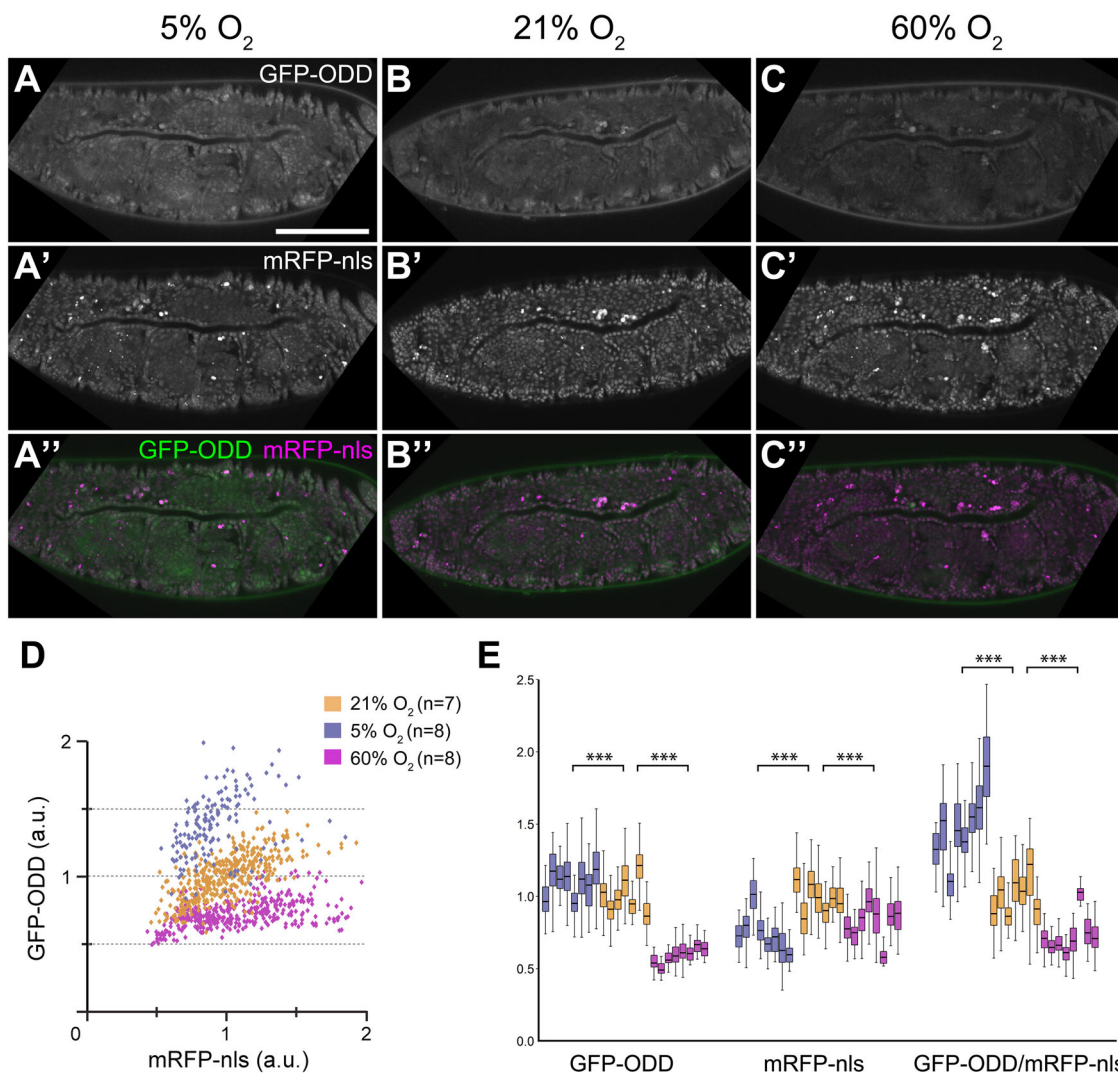 5% O2
21% O2
60% O2
A
GFP-ODD
B
C
A'
mRFP-nls
B'
C'
A''
GFP-ODD mRFP-nls
B''
C''
D
21% O2 (n=7)
5% O2 (n=8)
60% O2 (n=8)
2
1
0
1
2
GFP-ODD (a.u.)
mRFP-nls (a.u.)
E
2.5
2.0
1.5
1.0
0.5
0.0
*** ***
*** ***
*** ***
GFP-ODD
mRFP-nls
GFP-ODD/mRFP-nls